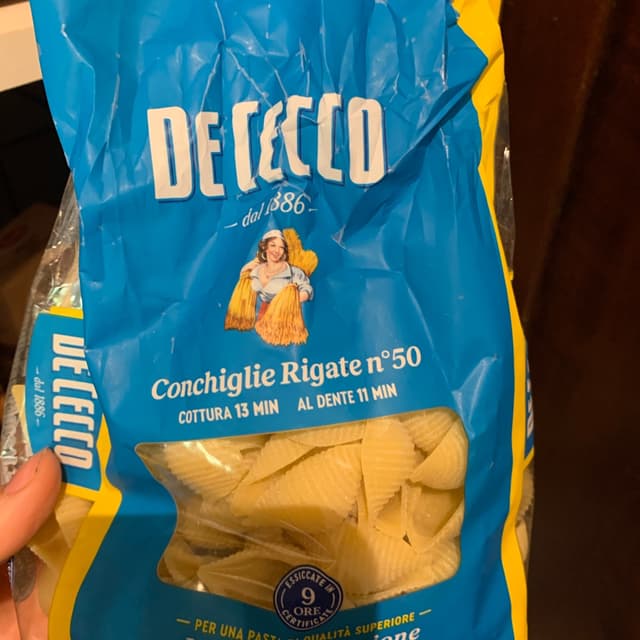 DE CECCO
dal 1886
Conchiglie Rigate n°50
COTTURA 13 MIN AL DENTE 11 MIN
DE CECCO
dal 1886
ESSICCATE IN
9
ORE
CERTIFICATE
PER UNA PASTA DI QUALITÀ SUPERIORE